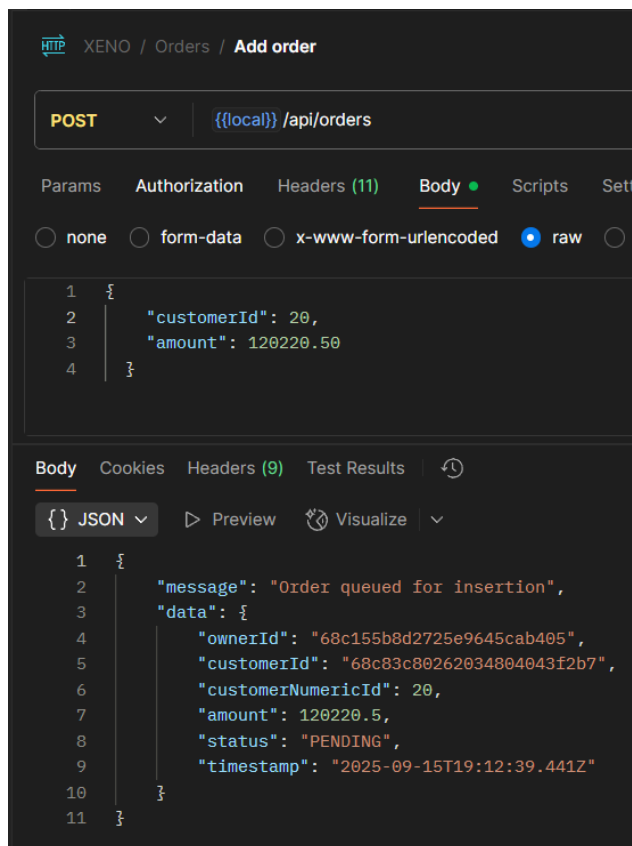 HTTP XENO / Orders / Add order
POST {{local}} /api/orders
Params Authorization Headers (11) Body Scripts Sett
none form-data x-www-form-urlencoded raw
1 {
2 "customerId": 20,
3 "amount": 120220.50
4 }
Body Cookies Headers (9) Test Results
{} JSON Preview Visualize
1 {
2 "message": "Order queued for insertion",
3 "data": {
4 "ownerId": "68c155b8d2725e9645cab405",
5 "customerId": "68c83c80262034804043f2b7",
6 "customerNumericId": 20,
7 "amount": 120220.5,
8 "status": "PENDING",
9 "timestamp": "2025-09-15T19:12:39.441Z"
10 }
11 }